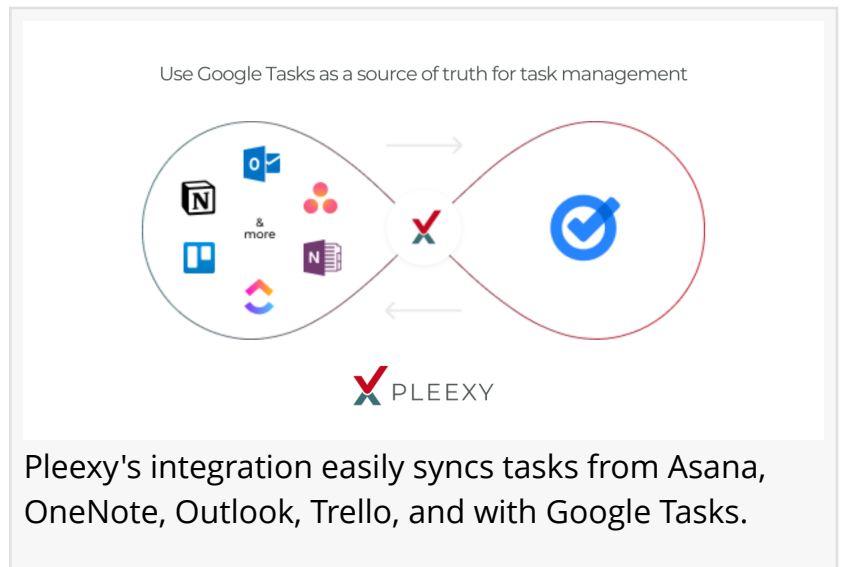 Use Google Tasks as a source of truth for task management
&
more
PLEEXY
Pleexy's integration easily syncs tasks from Asana,
OneNote, Outlook, Trello, and with Google Tasks.